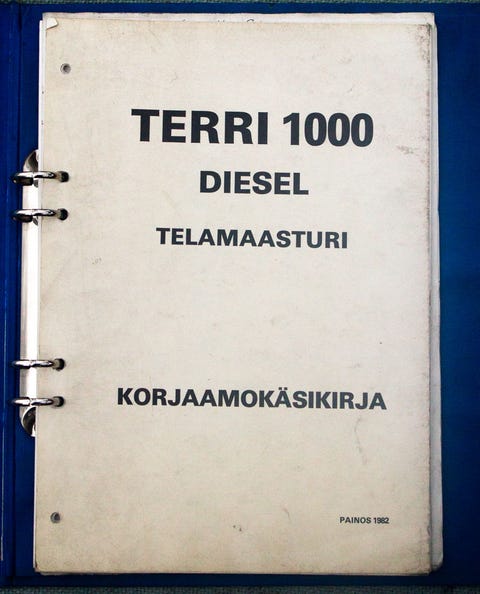 TERRI 1000
DIESEL
TELAMAASTURI
KORJAAMOKÄSIKIRJA
PAINOS 1982